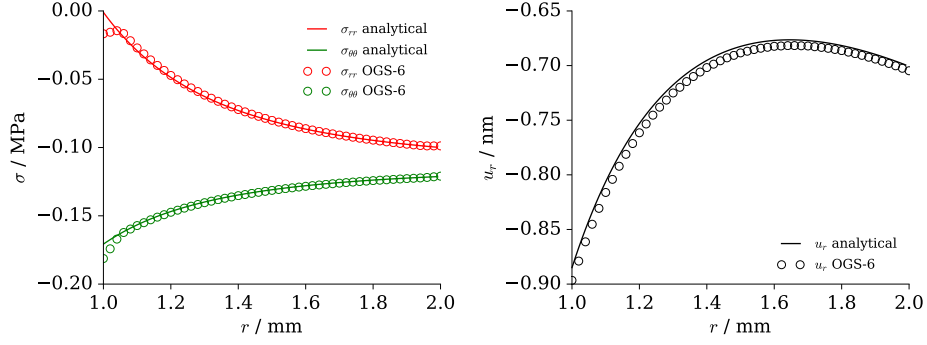 0.00
−0.05
−0.10
−0.15
−0.20
σ / MPa
1.0 1.2 1.4 1.6 1.8 2.0
r / mm
σrr analytical
σθθ analytical
σrr OGS-6
σθθ OGS-6
−0.65
−0.70
−0.75
−0.80
−0.85
−0.90
ur / nm
1.0 1.2 1.4 1.6 1.8 2.0
r / mm
ur analytical
ur OGS-6